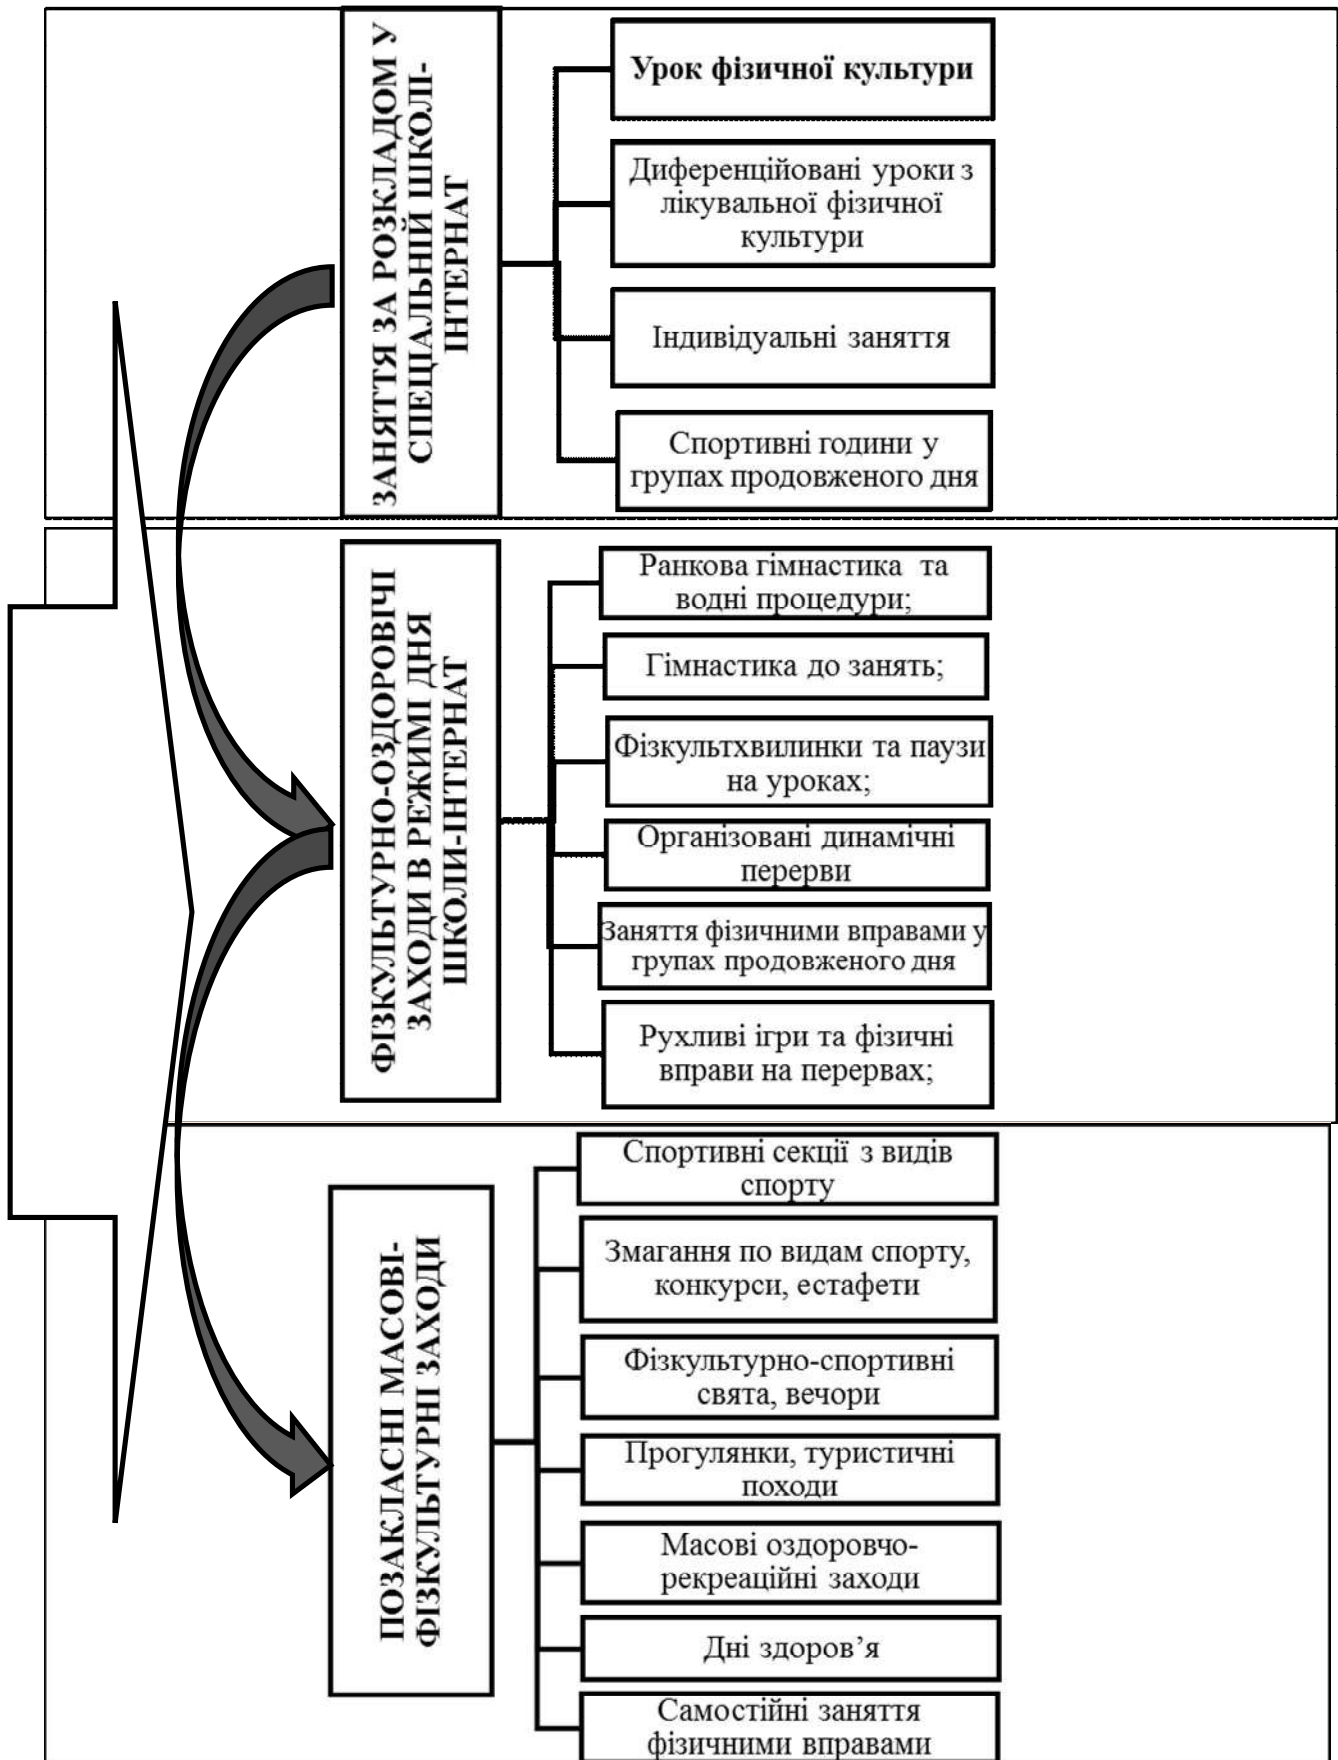 ЗАНЯТТЯ ЗА РОЗКЛАДОМ У
СПЕЦІАЛЬНІЙ ШКОЛІ-
ІНТЕРНАТ
Урок фізичної культури
Диференційовані уроки з
лікувальної фізичної
культури
Індивідуальні заняття
Спортивні години у
групах продовженого дня
ФІЗКУЛЬТУРНО-ОЗДОРОВІЧІ
ЗАХОДИ В РЕЖИМІ ДНЯ
ШКОЛИ-ІНТЕРНАТ
Ранкова гімнастика та
водні процедури;
Гімнастика до занять;
Фізкультхвилинки та паузи
на уроках;
Організовані динамічні
перерви
Заняття фізичними вправами у
групах продовженого дня
Рухливі ігри та фізичні
вправи на перервах;
ПОЗАКЛАСНІ МАСОВІ-
ФІЗКУЛЬТУРНІ ЗАХОДИ
Спортивні секції з видів
спорту
Змагання по видам спорту,
конкурси, естафети
Фізкультурно-спортивні
свята, вечори
Прогулянки, туристичні
походи
Масові оздоровчо-
рекреаційні заходи
Дні здоров’я
Самостійні заняття
фізичними вправами